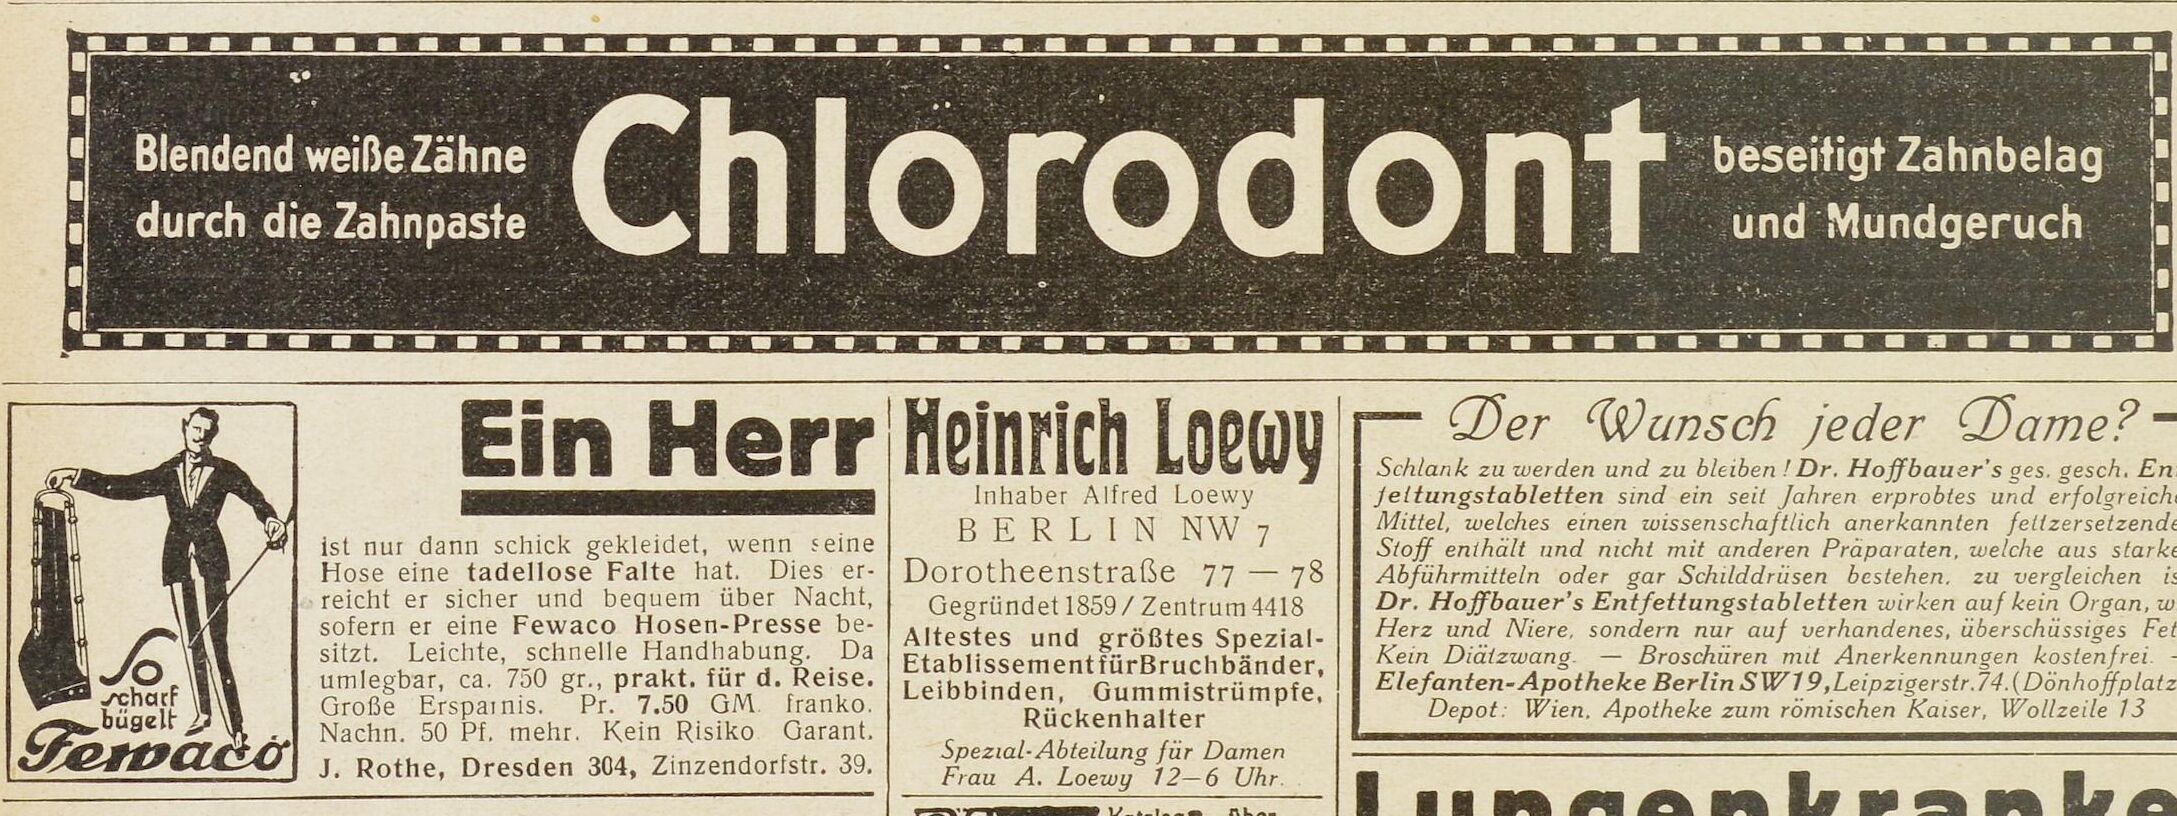 Blendend weiße Zähne
durch die Zahnpaste
Chlorodont
beseitigt Zahnbelag
und Mundgeruch
So
scharf
bügelt
Fewaco
Ein Herr
ist nur dann schick gekleidet, wenn seine
Hose eine tadellose Falte hat. Dies er-
reicht er sicher und bequem über Nacht,
sofern er eine Fewaco Hosen-Presse be-
sitzt. Leichte, schnelle Handhabung. Da
umlegbar, ca. 750 gr., prakt. für d. Reise.
Große Ersparnis. Pr. 7.50 GM. franko.
Nachn. 50 Pf. mehr. Kein Risiko. Garant.
J. Rothe, Dresden 304, Zinzendorfstr. 39.
Heinrich Loewy
Inhaber Alfred Loewy
BERLIN NW 7
Dorotheenstraße 77 — 78
Gegründet 1859 / Zentrum 4418
Altestes und größtes Spezial-
Etablissement für Bruchbänder,
Leibbinden, Gummistrümpfe,
Rückenhalter
Spezial-Abteilung für Damen
Frau A. Loewy 12—6 Uhr.
Der Wunsch jeder Dame?
Schlank zu werden und zu bleiben! Dr. Hoffbauer's ges. gesch. En
fettungstabletten sind ein seit Jahren erprobtes und erfolgreich
Mittel, welches einen wissenschaftlich anerkannten fettzersetzende
Stoff enthält und nicht mit anderen Präparaten, welche aus starke
Abführmitteln oder gar Schilddrüsen bestehen, zu vergleichen is
Dr. Hoffbauer's Entfettungstabletten wirken auf kein Organ, w
Herz und Niere, sondern nur auf verhandenes, überschüssiges Fet
Kein Diätzwang. — Broschüren mit Anerkennungen kostenfrei. -
Elefanten-Apotheke Berlin SW19, Leipzigerstr. 74. (Dönhoffplatz
Depot: Wien, Apotheke zum römischen Kaiser, Wollzeile 13
Lungenkranke